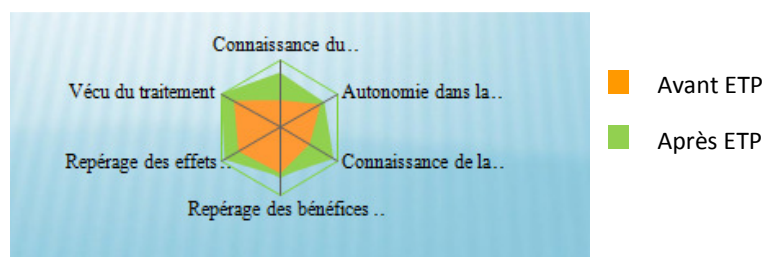 Connaissance du..
Vécu du traitement
Autonomie dans la..
Repérage des effets ..
Connaissance de la..
Repérage des bénéfices ..
Avant ETP
Après ETP